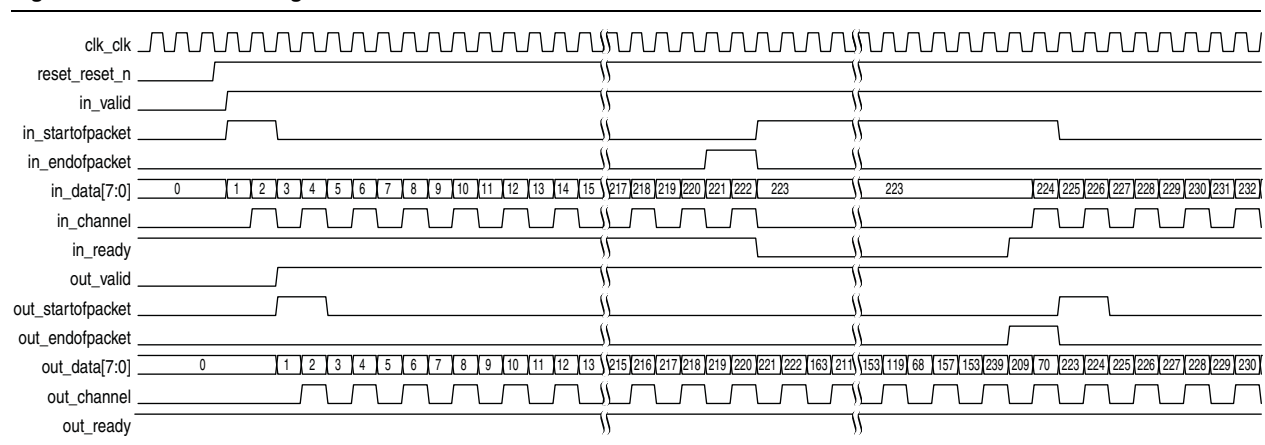 clk_clk
reset_reset_n
in_valid
in_startofpacket
in_endofpacket
in_data[7:0] 0 1 2 3 4 5 6 7 8 9 10 11 12 13 14 15 217 218 219 220 221 222 223 223 224 225 226 227 228 229 230 231 232
in_channel
in_ready
out_valid
out_startofpacket
out_endofpacket
out_data[7:0] 0 1 2 3 4 5 6 7 8 9 10 11 12 13 215 216 217 218 219 220 221 222 163 211 153 119 68 157 153 239 209 70 223 224 225 226 227 228 229 230
out_channel
out_ready